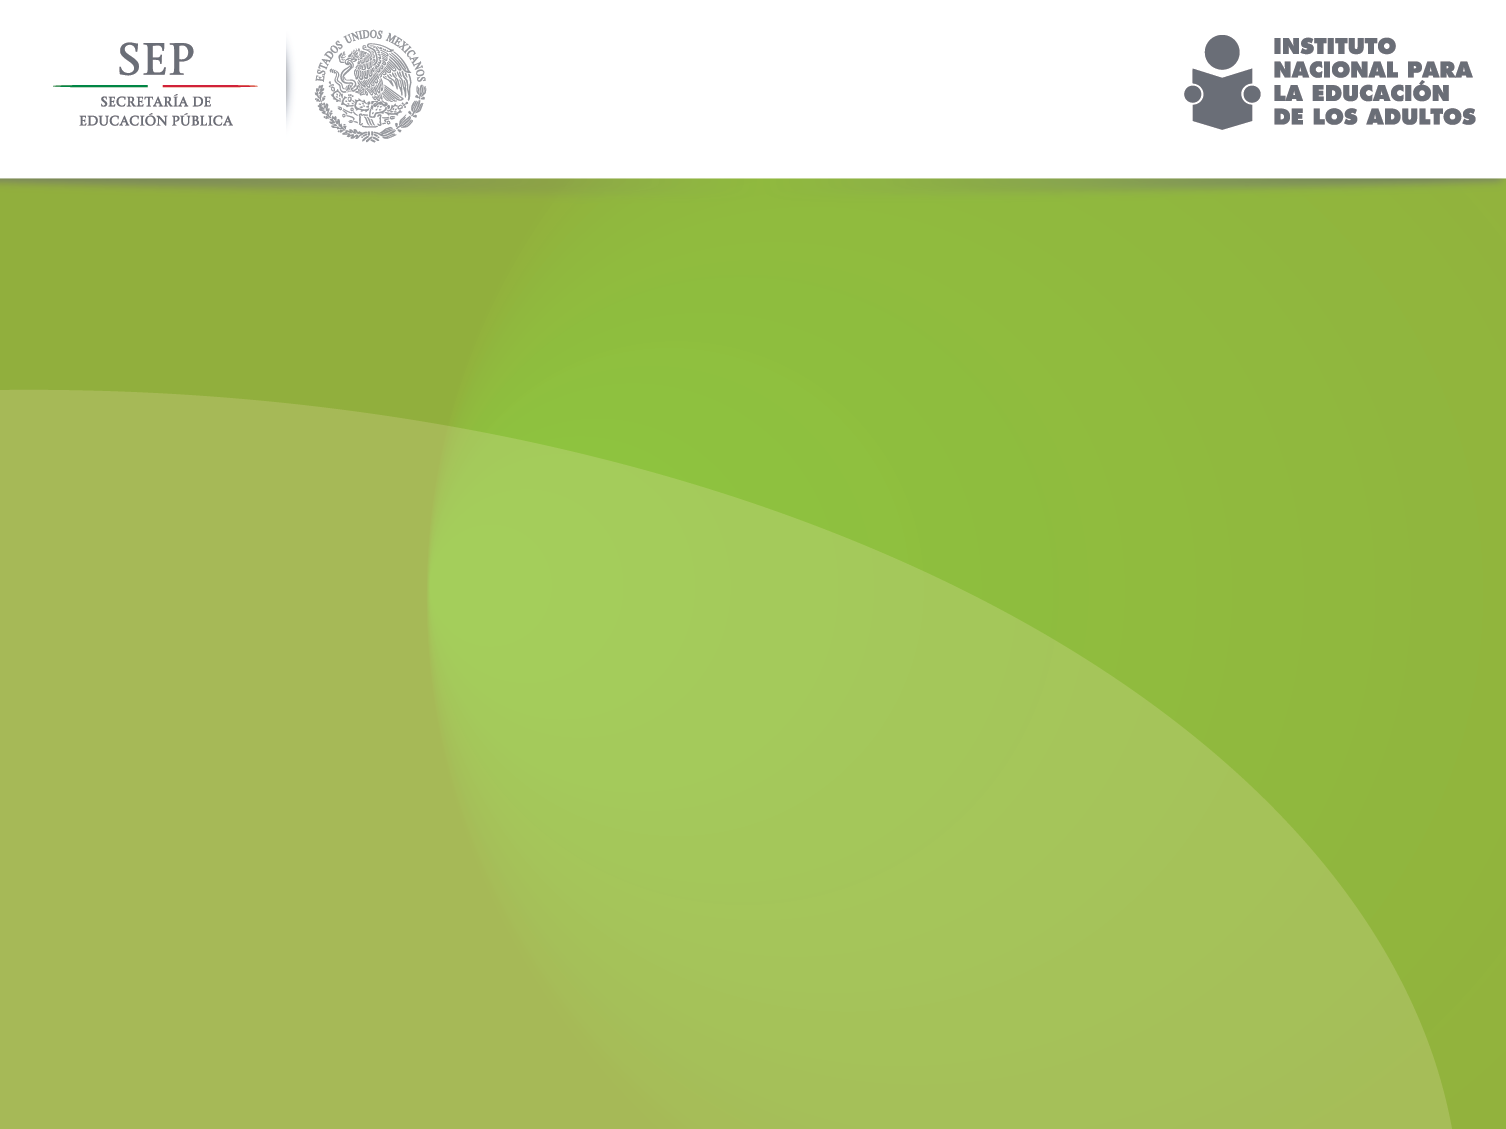 SEP
SECRETARÍA DE
EDUCACIÓN PÚBLICA
ESTADOS UNIDOS MEXICANOS
INSTITUTO
NACIONAL PARA
LA EDUCACIÓN
DE LOS ADULTOS